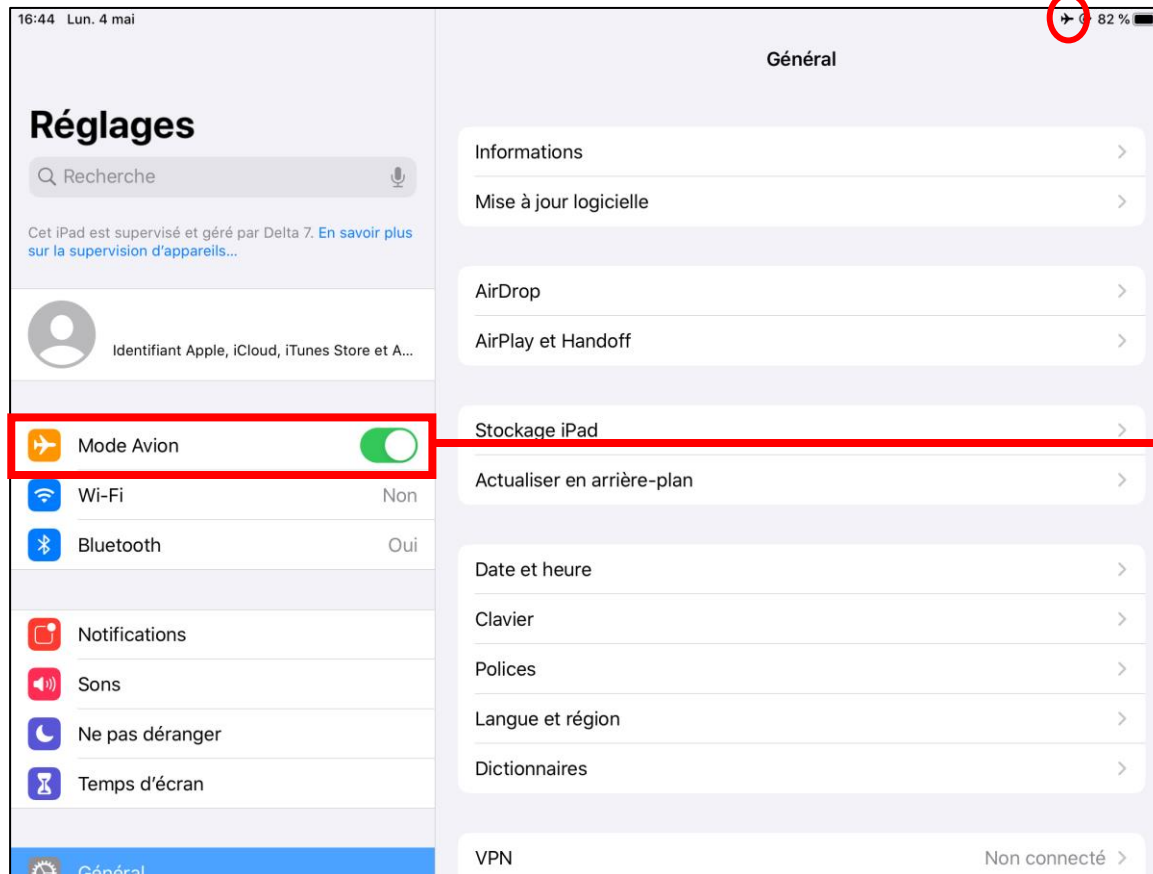 16:44 Lun. 4 mai
82 %
Réglages
Recherche
Cet iPad est supervisé et géré par Delta 7. En savoir plus
sur la supervision d'appareils...
Identifiant Apple, iCloud, iTunes Store et A...
Mode Avion
Wi-Fi Non
Bluetooth Oui
Notifications
Sons
Ne pas déranger
Temps d'écran
Général
Général
Informations
Mise à jour logicielle
AirDrop
AirPlay et Handoff
Stockage iPad
Actualiser en arrière-plan
Date et heure
Clavier
Polices
Langue et région
Dictionnaires
VPN Non connecté